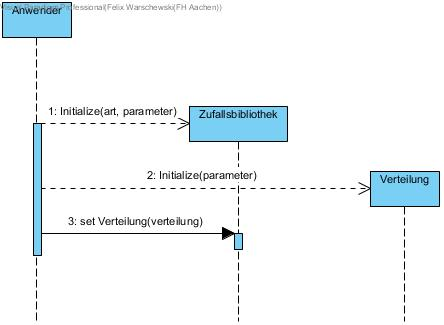 Professional(Felix Warschewski(FH Aachen))
Anwender
1: Initialize(art, parameter)
Zufallsbibliothek
2: Initialize(parameter)
Verteilung
3: set Verteilung(verteilung)